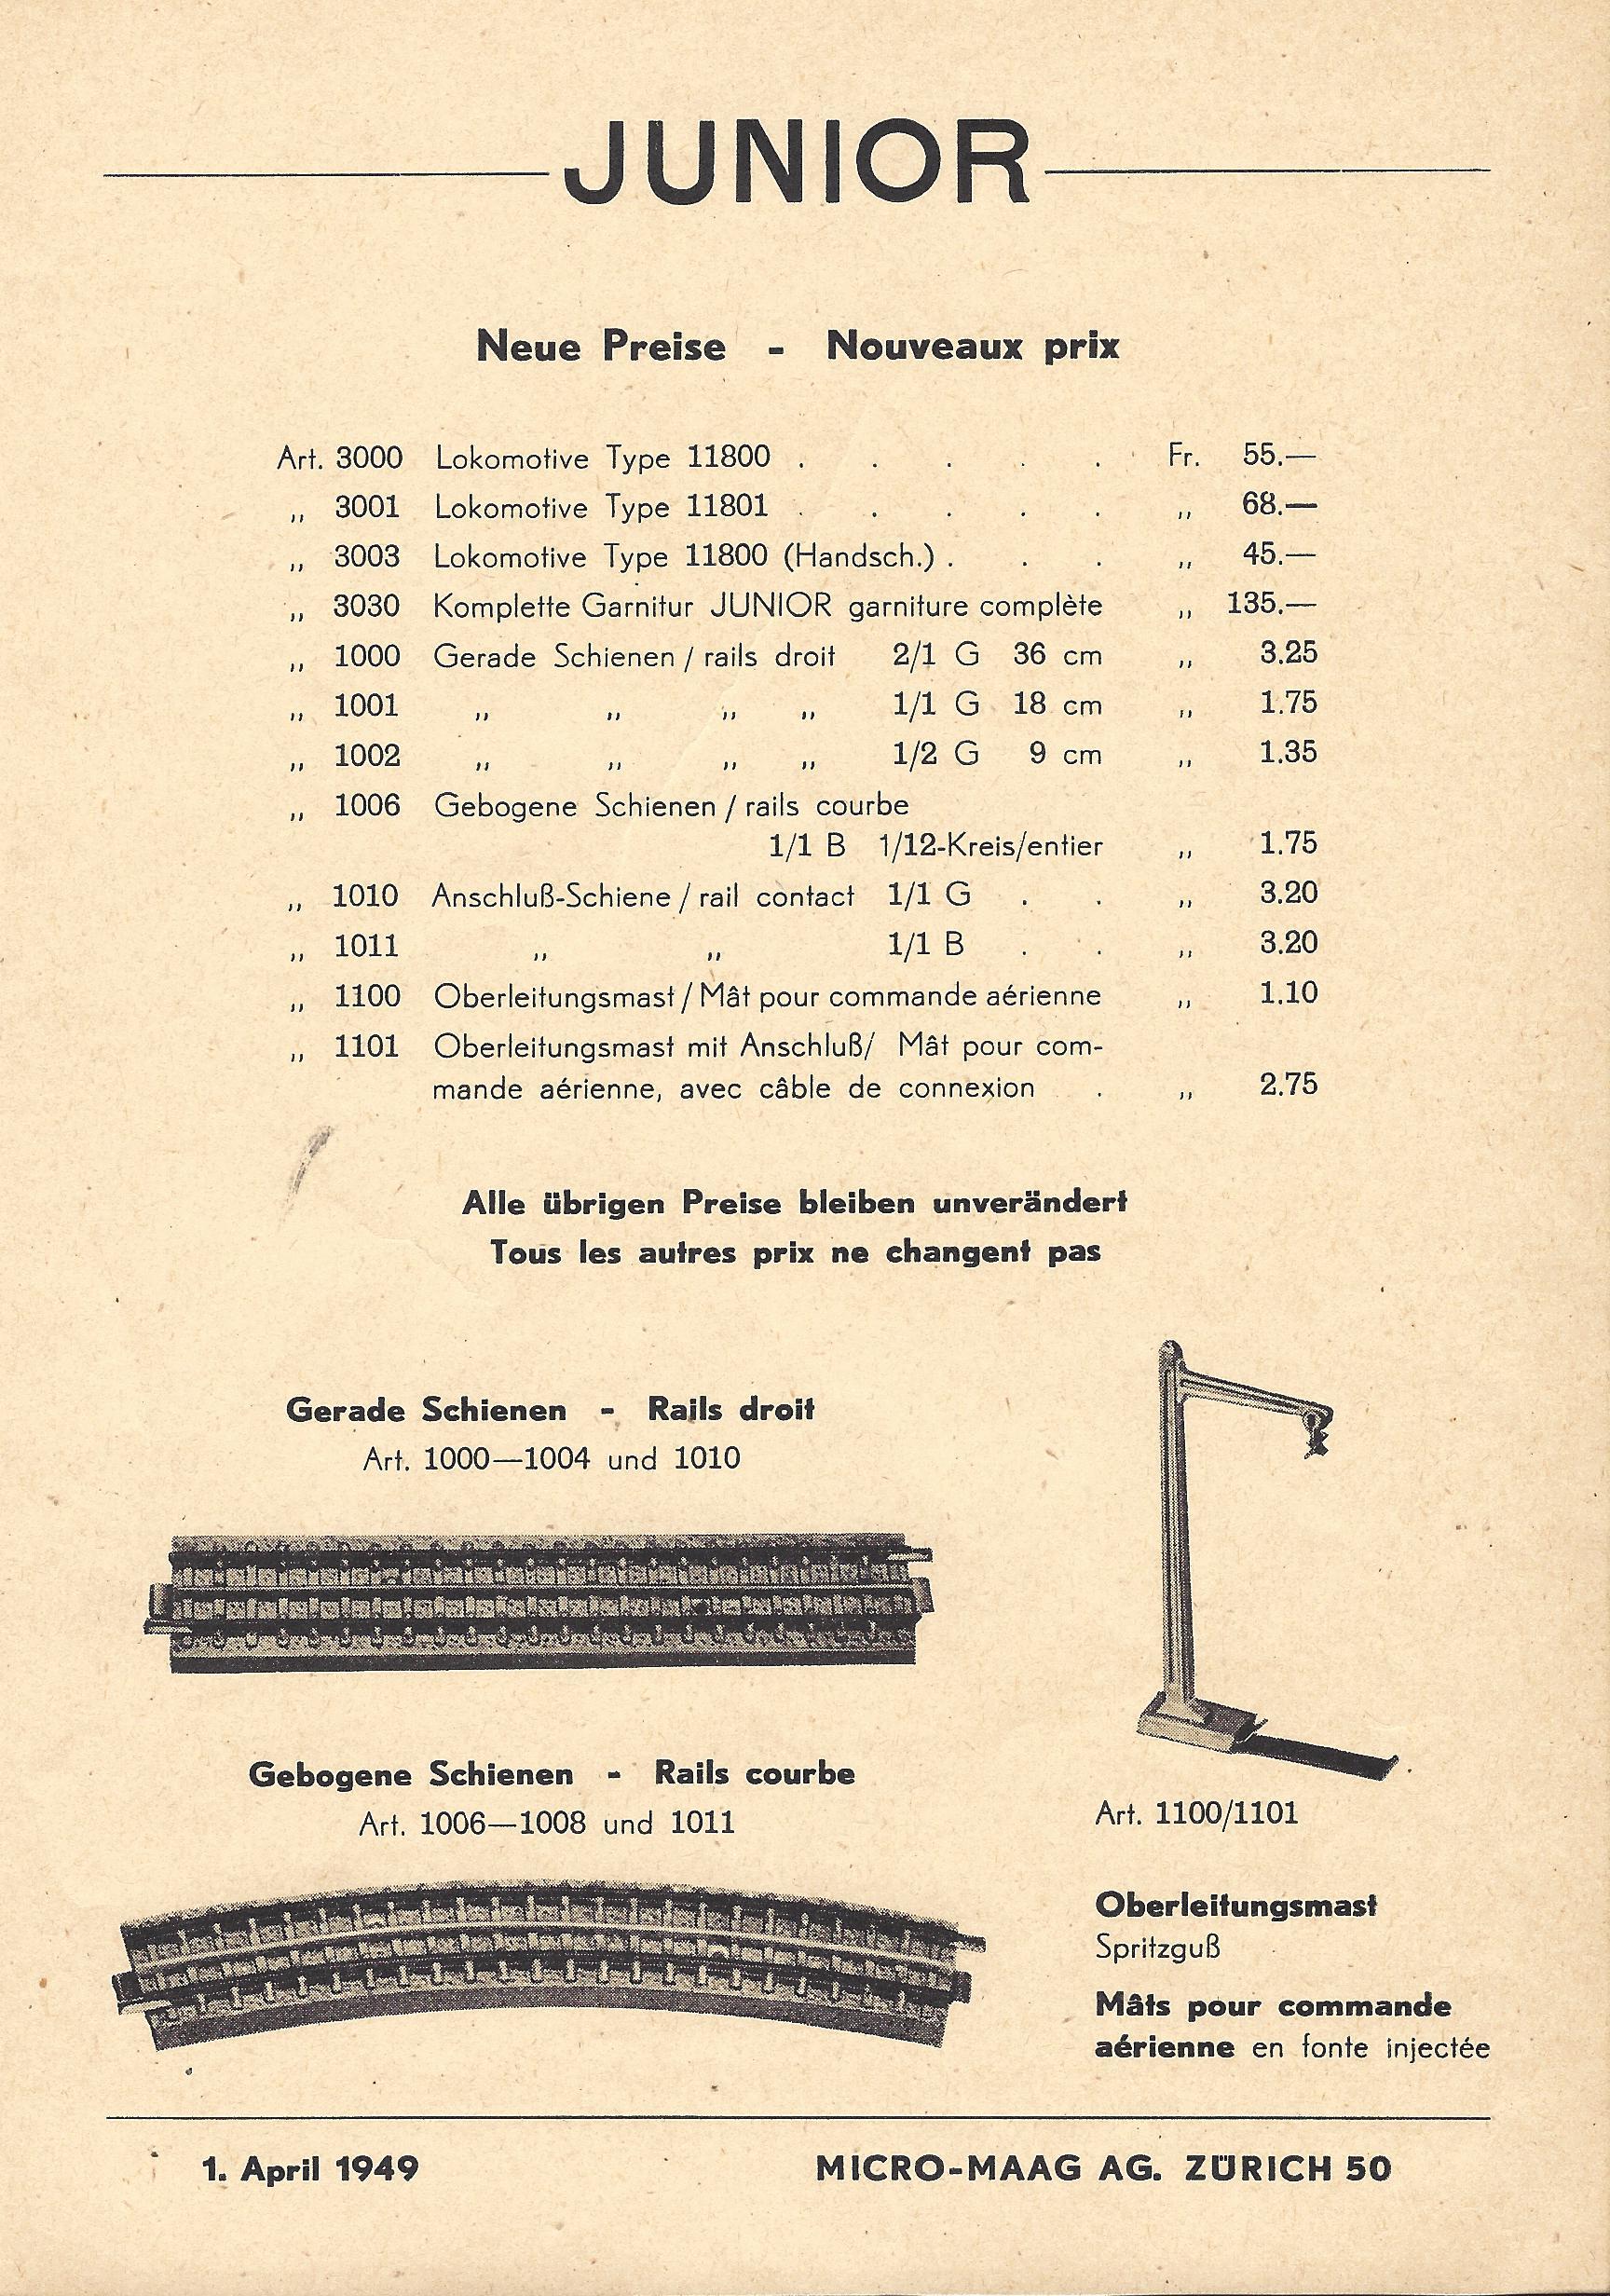 JUNIOR
Neue Preise - Nouveaux prix
Art. 3000 Lokomotive Type 11800 . . . . . Fr. 55.—
„ 3001 Lokomotive Type 11801 . . . . . „ 68.—
„ 3003 Lokomotive Type 11800 (Handsch.) . . . „ 45.—
„ 3030 Komplette Garnitur JUNIOR garniture complète „ 135.—
„ 1000 Gerade Schienen / rails droit 2/1 G 36 cm „ 3.25
„ 1001 „ „ „ „ 1/1 G 18 cm „ 1.75
„ 1002 „ „ „ „ 1/2 G 9 cm „ 1.35
„ 1006 Gebogene Schienen / rails courbe
1/1 B 1/12-Kreis/entier „ 1.75
„ 1010 Anschluß-Schiene / rail contact 1/1 G . . „ 3.20
„ 1011 „ „ 1/1 B . . „ 3.20
„ 1100 Oberleitungsmast / Mât pour commande aérienne „ 1.10
„ 1101 Oberleitungsmast mit Anschluß/ Mât pour com-
mande aérienne, avec câble de connexion . „ 2.75
Alle übrigen Preise bleiben unverändert
Tous les autres prix ne changent pas
Gerade Schienen - Rails droit
Art. 1000—1004 und 1010
Gebogene Schienen - Rails courbe
Art. 1006—1008 und 1011
Art. 1100/1101
Oberleitungsmast
Spritzguß
Mâts pour commande
aérienne en fonte injectée
1. April 1949 MICRO-MAAG AG. ZÜRICH 50